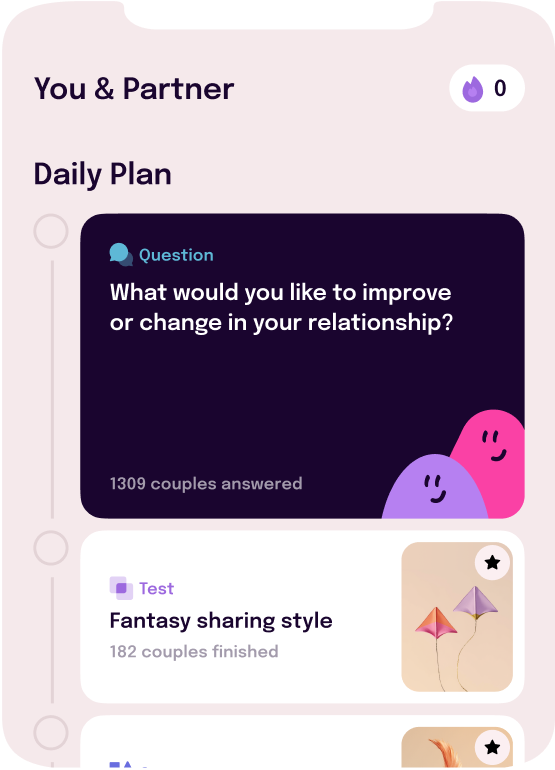 You & Partner
0
Daily Plan
Question
What would you like to improve
or change in your relationship?
1309 couples answered
Test
Fantasy sharing style
182 couples finished